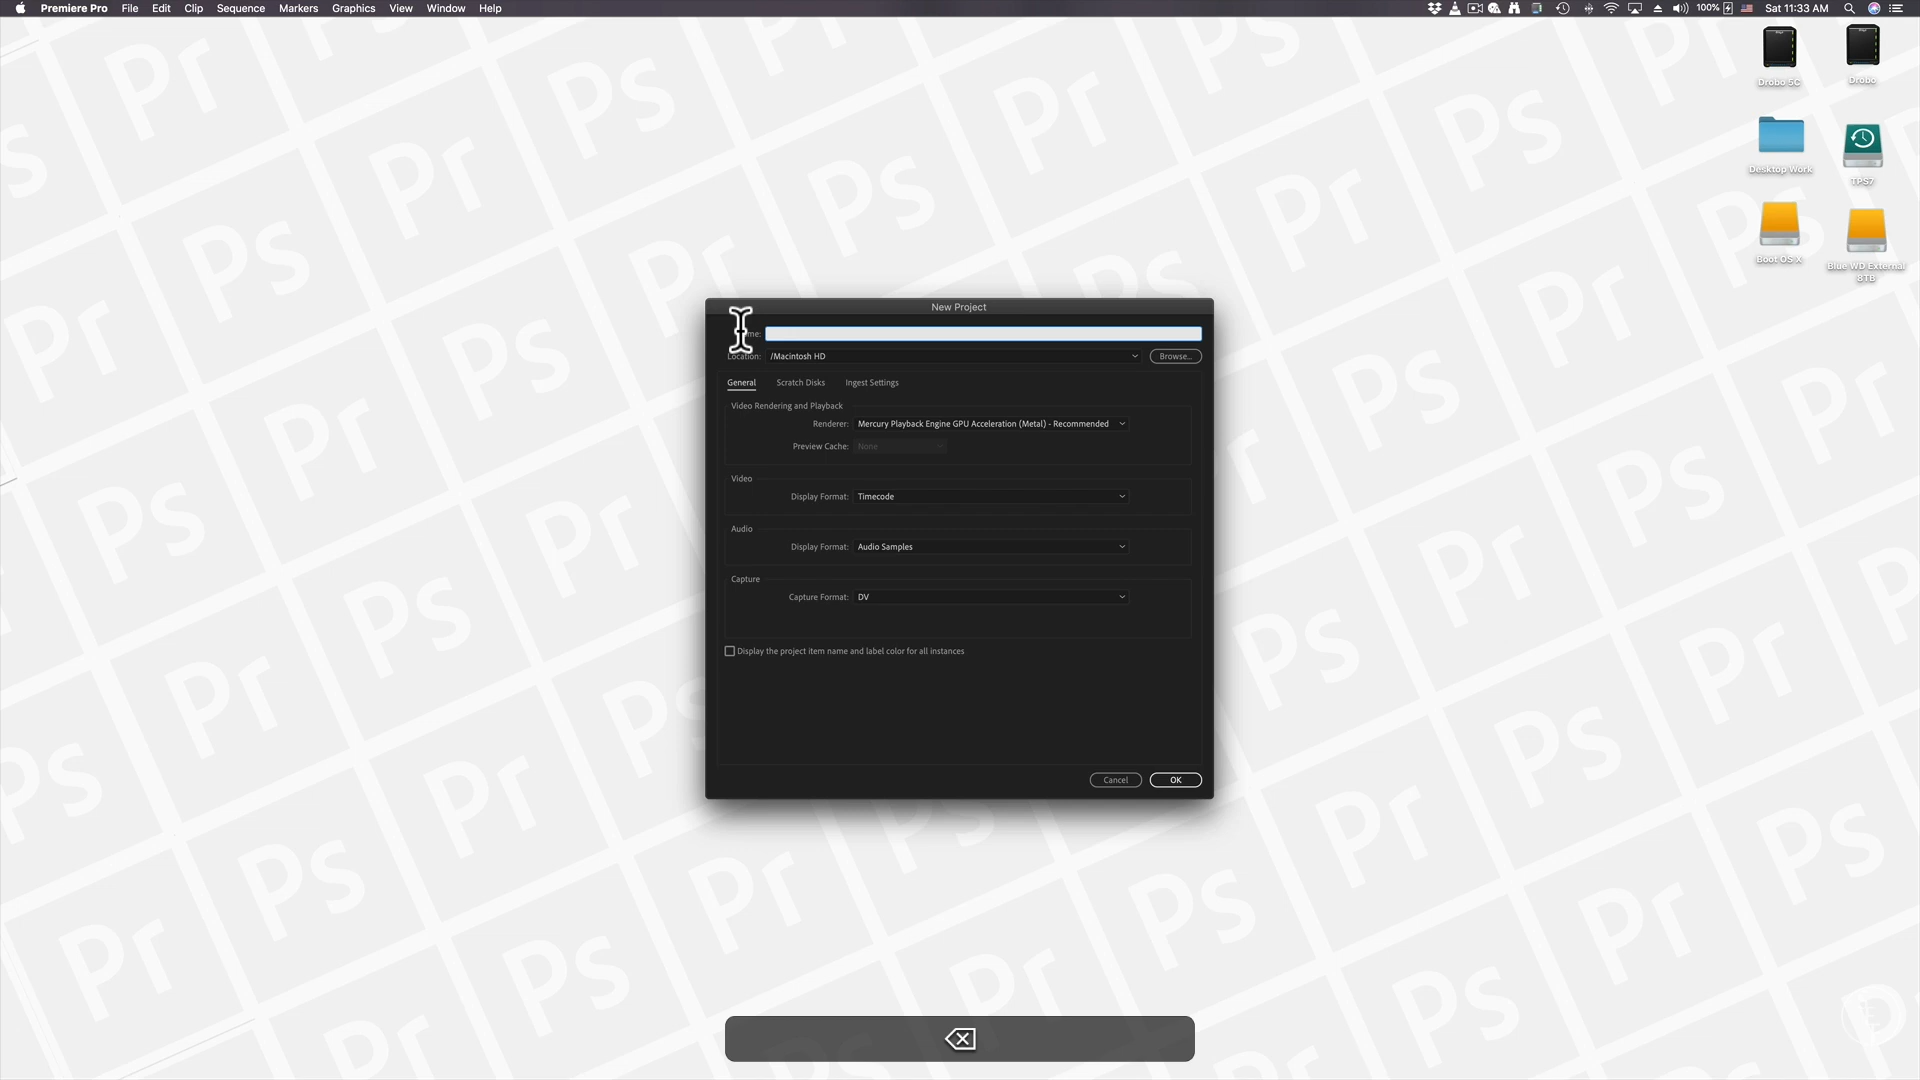 Premiere Pro File Edit Clip Sequence Markers Graphics View Window Help 100% Sat 11:33 AM
Drobo 5C
Drobo
Desktop Work
TPS7
Boot OS X
Blue WD External 8TB
New Project
Location: /Macintosh HD Browse...
General Scratch Disks Ingest Settings
Video Rendering and Playback
Renderer: Mercury Playback Engine GPU Acceleration (Metal) - Recommended
Preview Cache: None
Video
Display Format: Timecode
Audio
Display Format: Audio Samples
Capture
Capture Format: DV
Display the project item name and label color for all instances
Cancel OK
Ps Pr